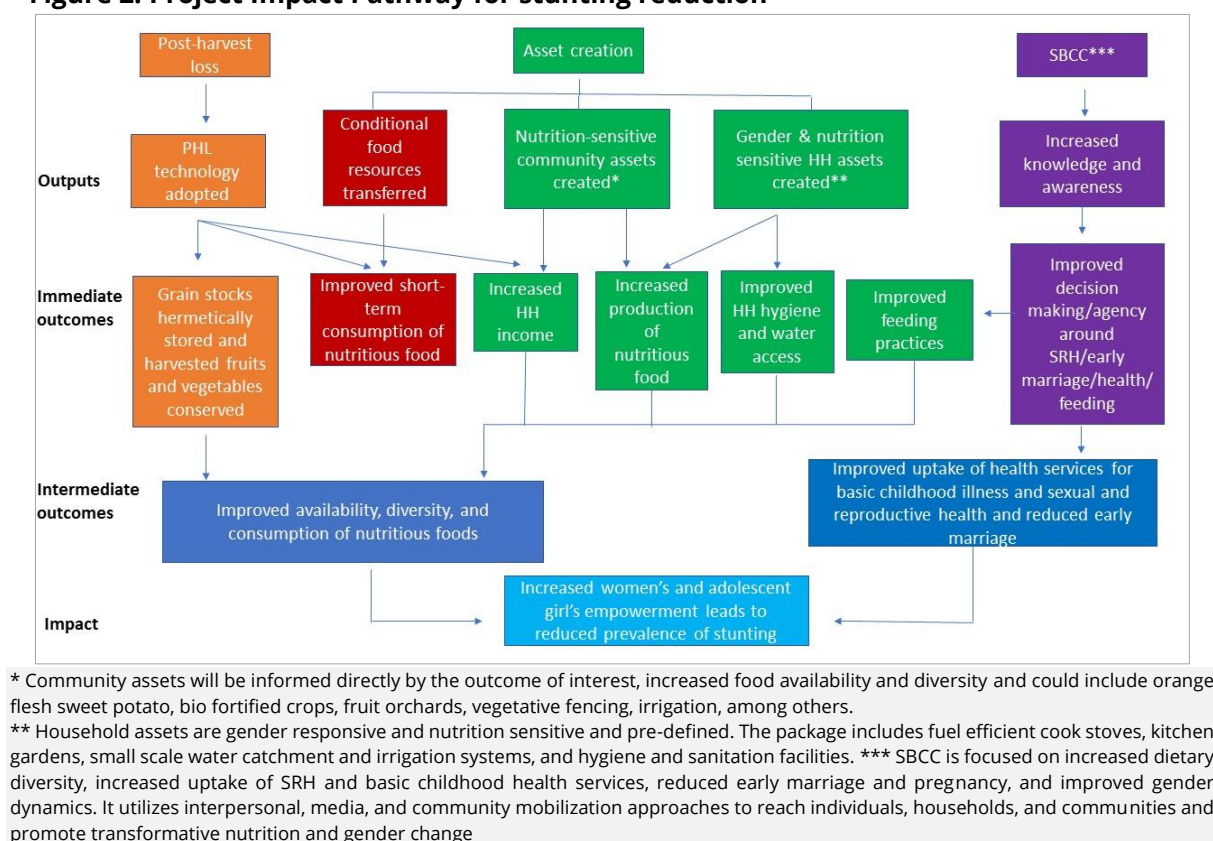 Figure 2. Project Impact Pathway for stunting reduction
Post-harvest
loss
Asset creation
SBCC***
Outputs
PHL
technology
adopted
Conditional
food
resources
transferred
Nutrition-sensitive
community assets
created*
Gender & nutrition
sensitive HH assets
created**
Increased
knowledge and
awareness
Immediate
outcomes
Grain stocks
hermetically
stored and
harvested fruits
and vegetables
conserved
Improved short-
term
consumption of
nutritious food
Increased
HH
income
Increased
production
of
nutritious
food
Improved
HH hygiene
and water
access
Improved
feeding
practices
Improved
decision
making/agency
around
SRH/early
marriage/health/
feeding
Intermediate
outcomes
Improved availability, diversity, and
consumption of nutritious foods
Improved uptake of health services for
basic childhood illness and sexual and
reproductive health and reduced early
marriage
Impact
Increased women’s and adolescent
girl’s empowerment leads to
reduced prevalence of stunting
* Community assets will be informed directly by the outcome of interest, increased food availability and diversity and could include orange
flesh sweet potato, bio fortified crops, fruit orchards, vegetative fencing, irrigation, among others.
** Household assets are gender responsive and nutrition sensitive and pre-defined. The package includes fuel efficient cook stoves, kitchen
gardens, small scale water catchment and irrigation systems, and hygiene and sanitation facilities. *** SBCC is focused on increased dietary
diversity, increased uptake of SRH and basic childhood health services, reduced early marriage and pregnancy, and improved gender
dynamics. It utilizes interpersonal, media, and community mobilization approaches to reach individuals, households, and communities and
promote transformative nutrition and gender change